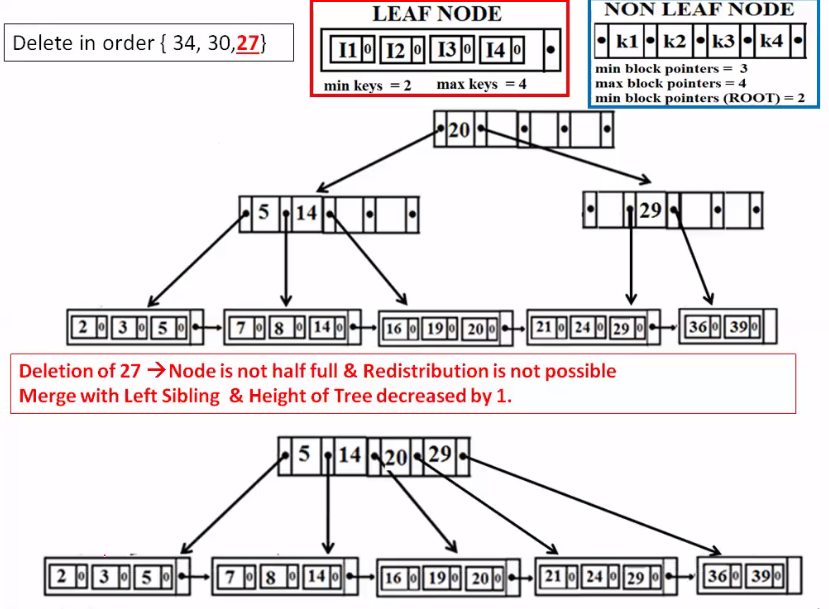 Delete in order { 34, 30,27}
LEAF NODE
I1 0 I2 0 I3 0 I4 0
min keys = 2 max keys = 4
NON LEAF NODE
k1 k2 k3 k4
min block pointers = 3
max block pointers = 4
min block pointers (ROOT) = 2
20
5 14
29
2 0 3 0 5 0
7 0 8 0 14 0
16 0 19 0 20 0
21 0 24 0 29 0
36 0 39 0
Deletion of 27 → Node is not half full & Redistribution is not possible
Merge with Left Sibling & Height of Tree decreased by 1.
5 14 20 29
2 0 3 0 5 0
7 0 8 0 14 0
16 0 19 0 20 0
21 0 24 0 29 0
36 0 39 0